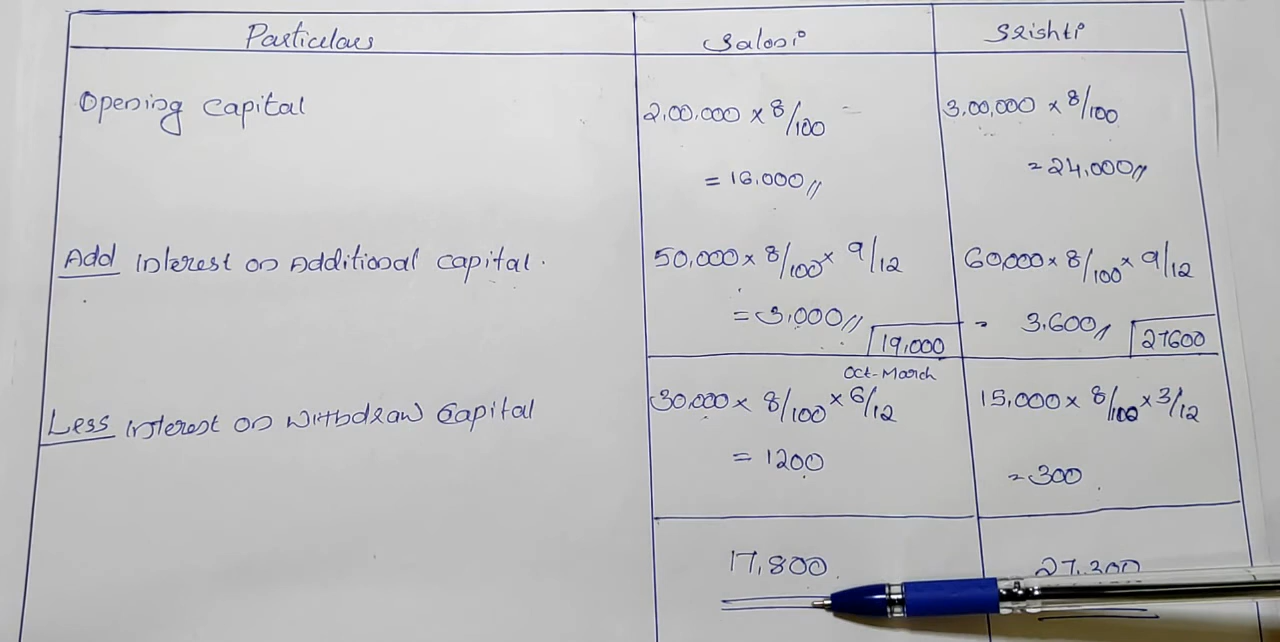 Particulars Saloni Srishti
Opening Capital 2,00,000 × 8/100 = 3,00,000 × 8/100
= 16,000// = 24,000//
Add Interest on Additional Capital. 50,000 × 8/100 × 9/12 60,000 × 8/100 × 9/12
= 3,000// 19,000 = 3,600// 27600
Oct-March
Less Interest on Withdraw Capital 30,000 × 8/100 × 6/12 15,000 × 8/100 × 3/12
= 1200 = 300
17,800 27,300